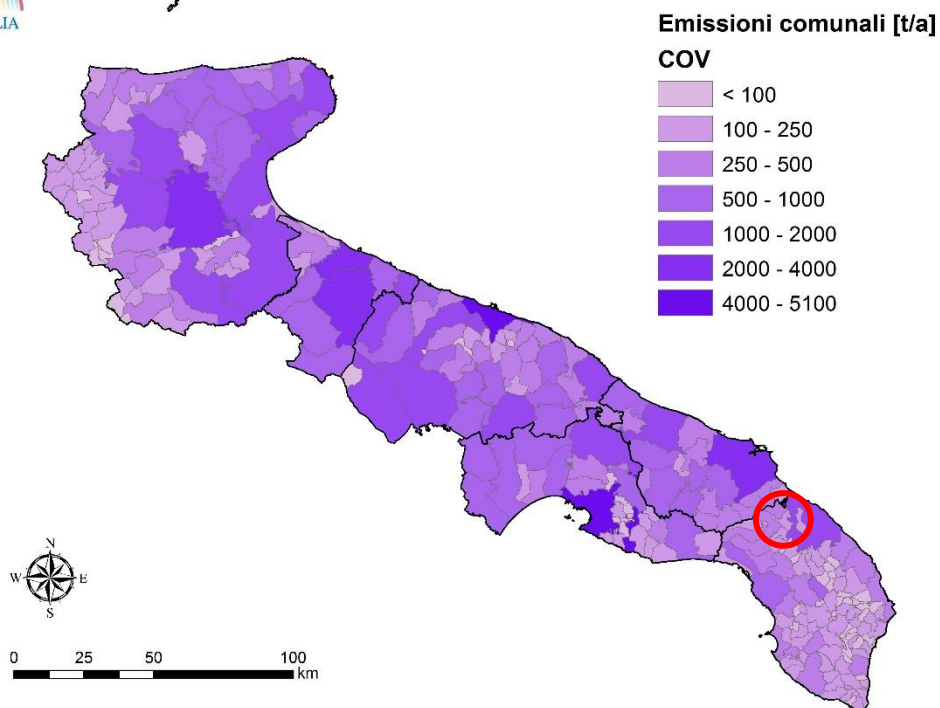 LIA
Emissioni comunali [t/a]
COV
< 100
100 - 250
250 - 500
500 - 1000
1000 - 2000
2000 - 4000
4000 - 5100
N
W E
S
0 25 50 100
km